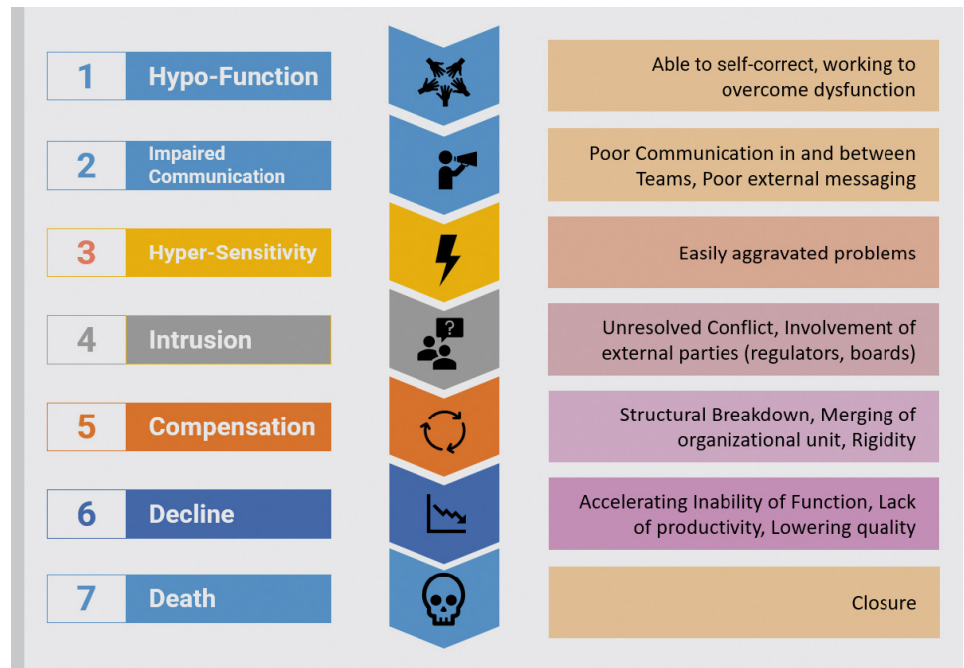 1
Hypo-Function
Able to self-correct, working to
overcome dysfunction
2
Impaired
Communication
Poor Communication in and between
Teams, Poor external messaging
3
Hyper-Sensitivity
Easily aggravated problems
4
Intrusion
?
Unresolved Conflict, Involvement of
external parties (regulators, boards)
5
Compensation
Structural Breakdown, Merging of
organizational unit, Rigidity
6
Decline
Accelerating Inability of Function, Lack
of productivity, Lowering quality
7
Death
Closure